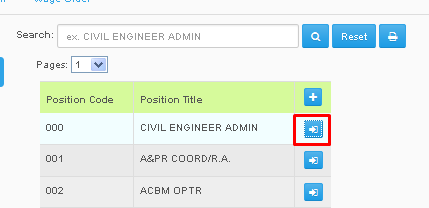 Wage Order
Search: ex. CIVIL ENGINEER ADMIN Reset
Pages: 1
Position Code Position Title
000 CIVIL ENGINEER ADMIN
001 A&PR COORD/R.A.
002 ACBM OPTR